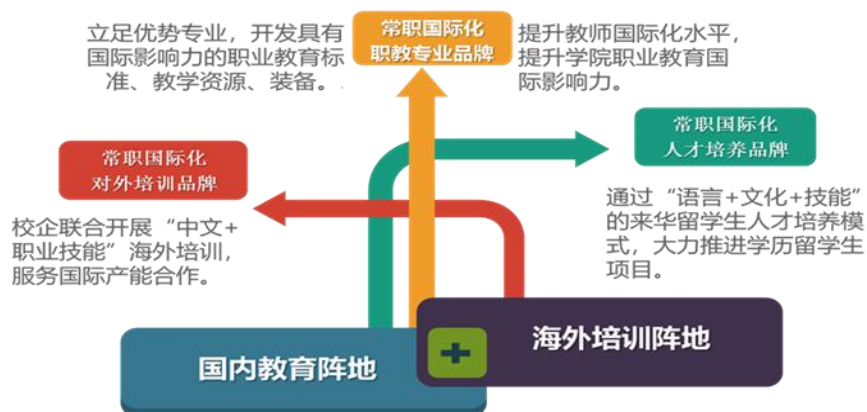 立足优势专业，开发具有
国际影响力的职业教育标
准、教学资源、装备。
常职国际化
职教专业品牌
提升教师国际化水平，
提升学院职业教育国
际影响力。
常职国际化
对外培训品牌
校企联合开展“中文+
职业技能”海外培训，
服务国际产能合作。
常职国际化
人才培养品牌
通过“语言+文化+技能”
的来华留学生人才培养模
式，大力推进学历留学生
项目。
国内教育阵地
+
海外培训阵地